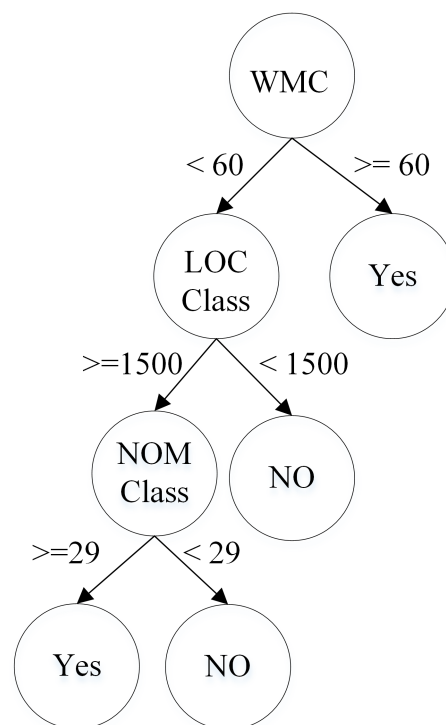 WMC
< 60
>= 60
LOC
Class
Yes
>=1500
< 1500
NOM
Class
NO
>=29
< 29
Yes
NO